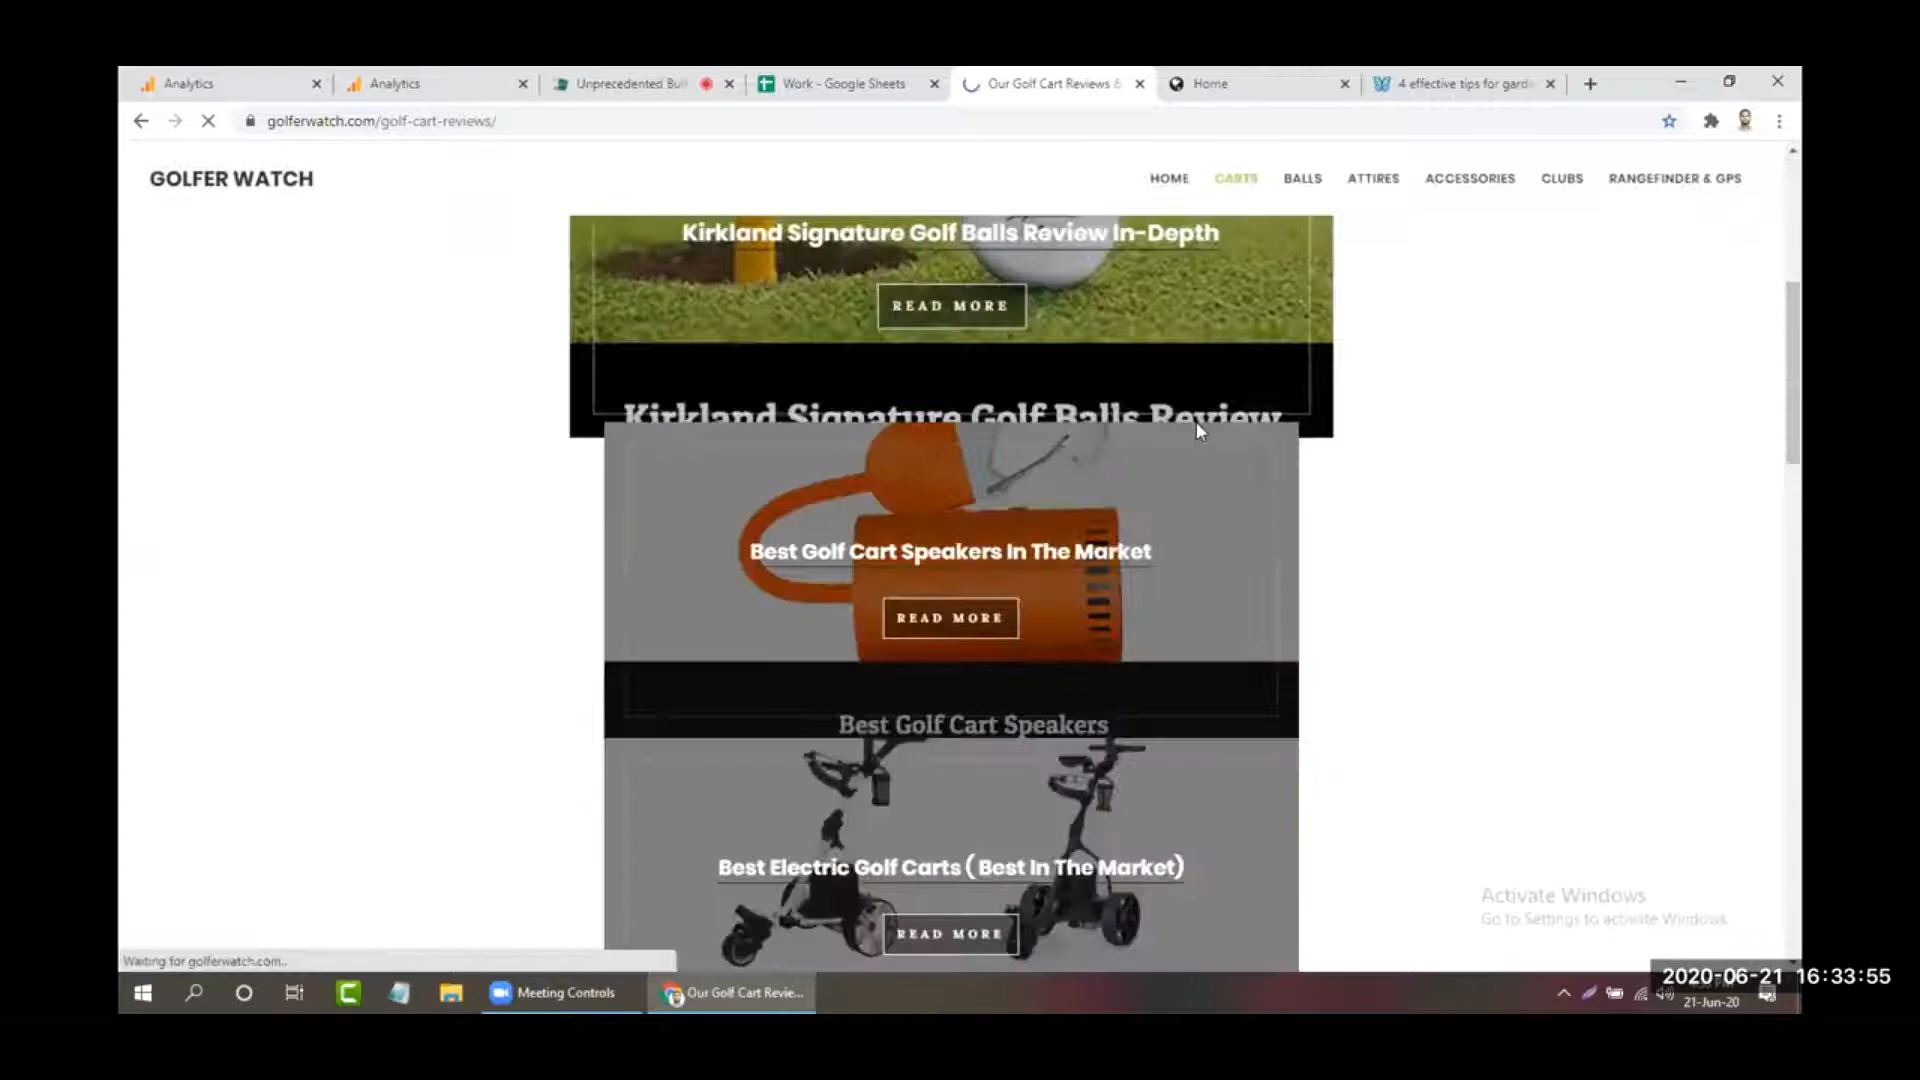 Analytics
Analytics
Unprecedented Bull
Work - Google Sheets
Our Golf Cart Reviews &
Home
4 effective tips for gard
golferwatch.com/golf-cart-reviews/
GOLFER WATCH
HOME CARTS BALLS ATTIRES ACCESSORIES CLUBS RANGEFINDER & GPS
Kirkland Signature Golf Balls Review In-Depth
READ MORE
Kirkland Signature Golf Balls Review
Best Golf Cart Speakers In The Market
READ MORE
Best Golf Cart Speakers
Best Electric Golf Carts ( Best In The Market)
READ MORE
Activate Windows
Go to Settings to activate Windows.
Waiting for golferwatch.com...
Meeting Controls
Our Golf Cart Revie...
2020-06-21 16:33:55
21-Jun-20